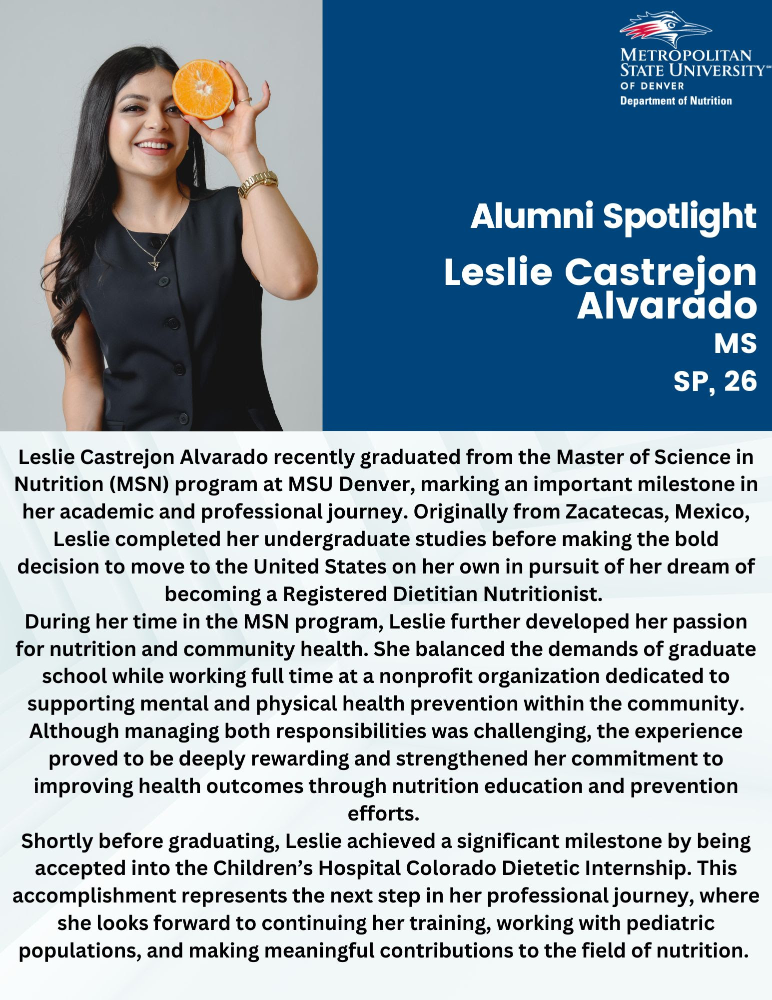 METROPOLITAN
STATE UNIVERSITY℠
OF DENVER
Department of Nutrition
Alumni Spotlight
Leslie Castrejon
Alvarado
MS
SP, 26
Leslie Castrejon Alvarado recently graduated from the Master of Science in
Nutrition (MSN) program at MSU Denver, marking an important milestone in
her academic and professional journey. Originally from Zacatecas, Mexico,
Leslie completed her undergraduate studies before making the bold
decision to move to the United States on her own in pursuit of her dream of
becoming a Registered Dietitian Nutritionist.
During her time in the MSN program, Leslie further developed her passion
for nutrition and community health. She balanced the demands of graduate
school while working full time at a nonprofit organization dedicated to
supporting mental and physical health prevention within the community.
Although managing both responsibilities was challenging, the experience
proved to be deeply rewarding and strengthened her commitment to
improving health outcomes through nutrition education and prevention
efforts.
Shortly before graduating, Leslie achieved a significant milestone by being
accepted into the Children’s Hospital Colorado Dietetic Internship. This
accomplishment represents the next step in her professional journey, where
she looks forward to continuing her training, working with pediatric
populations, and making meaningful contributions to the field of nutrition.